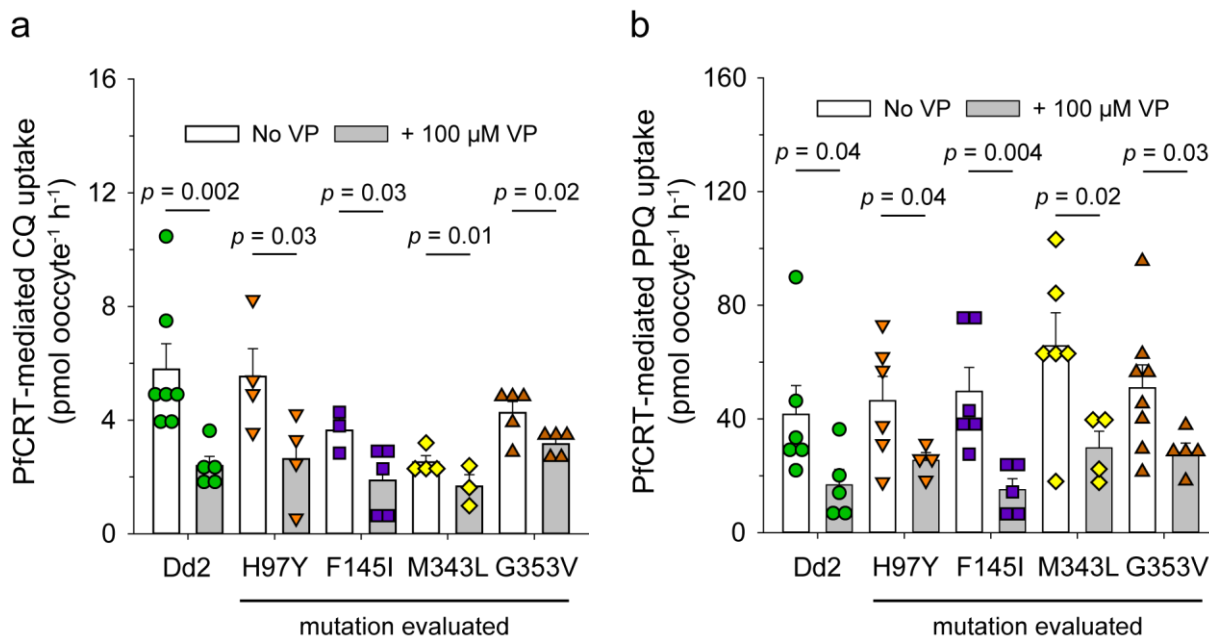 a
PfCRT-mediated CQ uptake
(pmol ooccyte⁻¹ h⁻¹)
16
12
8
4
0
No VP
+ 100 µM VP
p = 0.002
p = 0.03
p = 0.03
p = 0.01
p = 0.02
Dd2
H97Y
F145I
M343L
G353V
mutation evaluated
b
PfCRT-mediated PPQ uptake
(pmol ooccyte⁻¹ h⁻¹)
160
120
80
40
0
No VP
+ 100 µM VP
p = 0.04
p = 0.04
p = 0.004
p = 0.02
p = 0.03
Dd2
H97Y
F145I
M343L
G353V
mutation evaluated